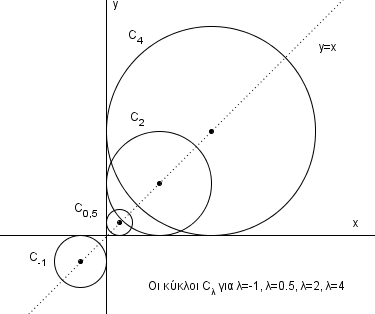 y
C4
y=x
C2
C0,5
x
C-1
Οι κύκλοι Cλ για λ=-1, λ=0.5, λ=2, λ=4